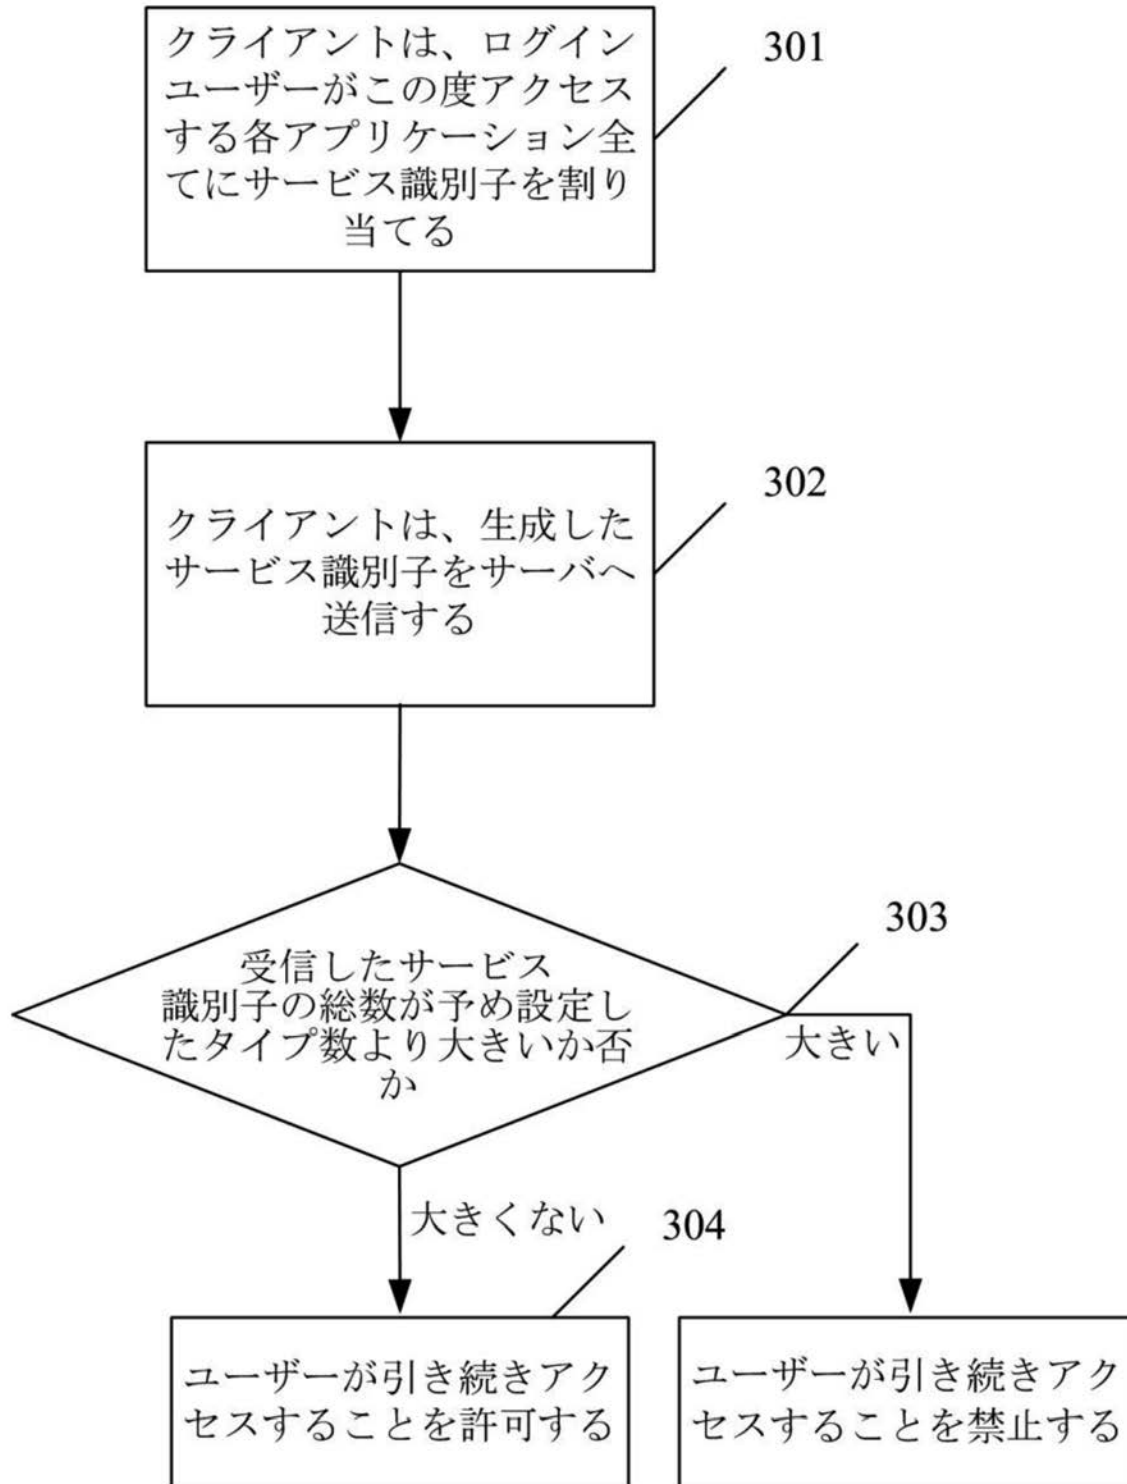 クライアントは、ログイン
ユーザーがこの度アクセス
する各アプリケーション全
てにサービス識別子を割り
当てる
301
クライアントは、生成した
サービス識別子をサーバへ
送信する
302
受信したサービス
識別子の総数が予め設定し
たタイプ数より大きいか否
か
303
大きい
大きくない
304
ユーザーが引き続きアク
セスすることを許可する
ユーザーが引き続きアク
セスすることを禁止する